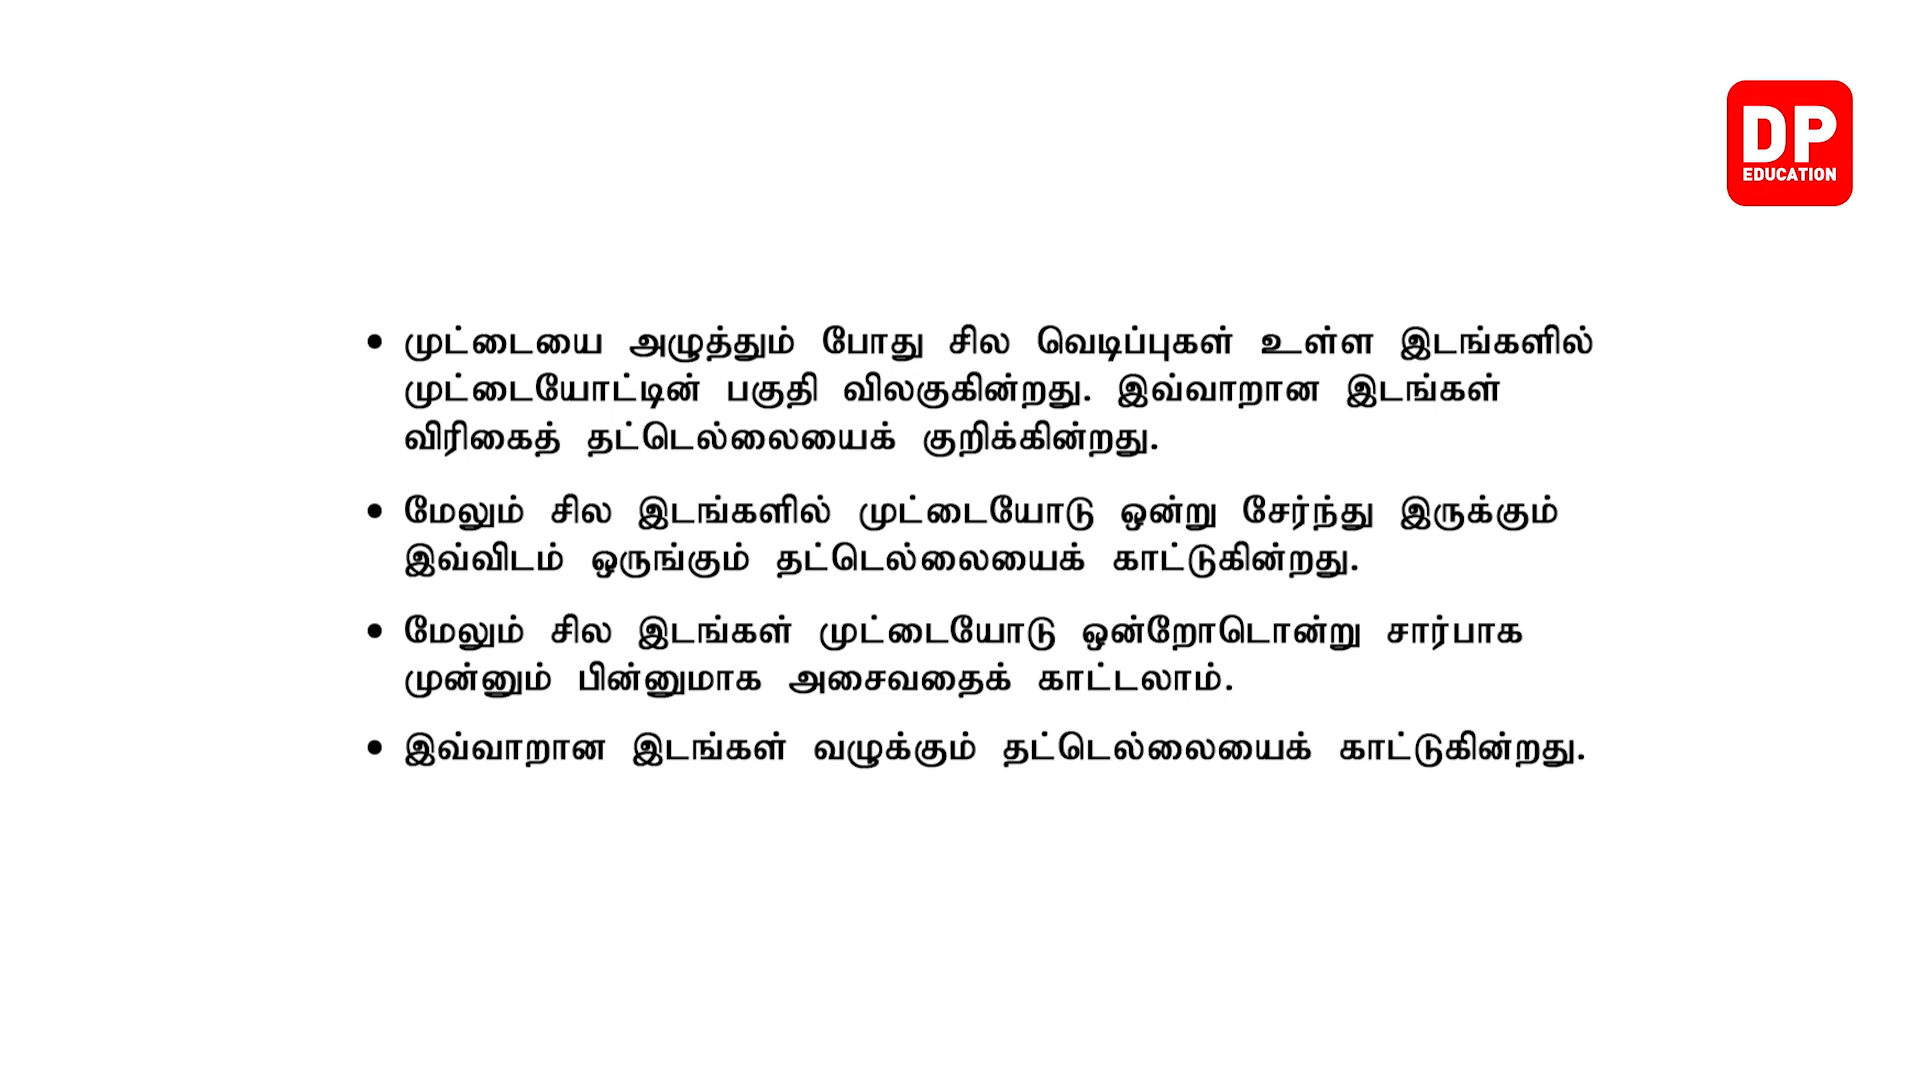 DP
EDUCATION
• முட்டையை அழுத்தும் போது சில வெடிப்புகள் உள்ள இடங்களில்
முட்டையோட்டின் பகுதி விலகுகின்றது. இவ்வாறான இடங்கள்
விரிகைத் தட்டெல்லையைக் குறிக்கின்றது.
• மேலும் சில இடங்களில் முட்டையோடு ஒன்று சேர்ந்து இருக்கும்
இவ்விடம் ஒருங்கும் தட்டெல்லையைக் காட்டுகின்றது.
• மேலும் சில இடங்கள் முட்டையோடு ஒன்றோடொன்று சார்பாக
முன்னும் பின்னுமாக அசைவதைக் காட்டலாம்.
• இவ்வாறான இடங்கள் வழுக்கும் தட்டெல்லையைக் காட்டுகின்றது.